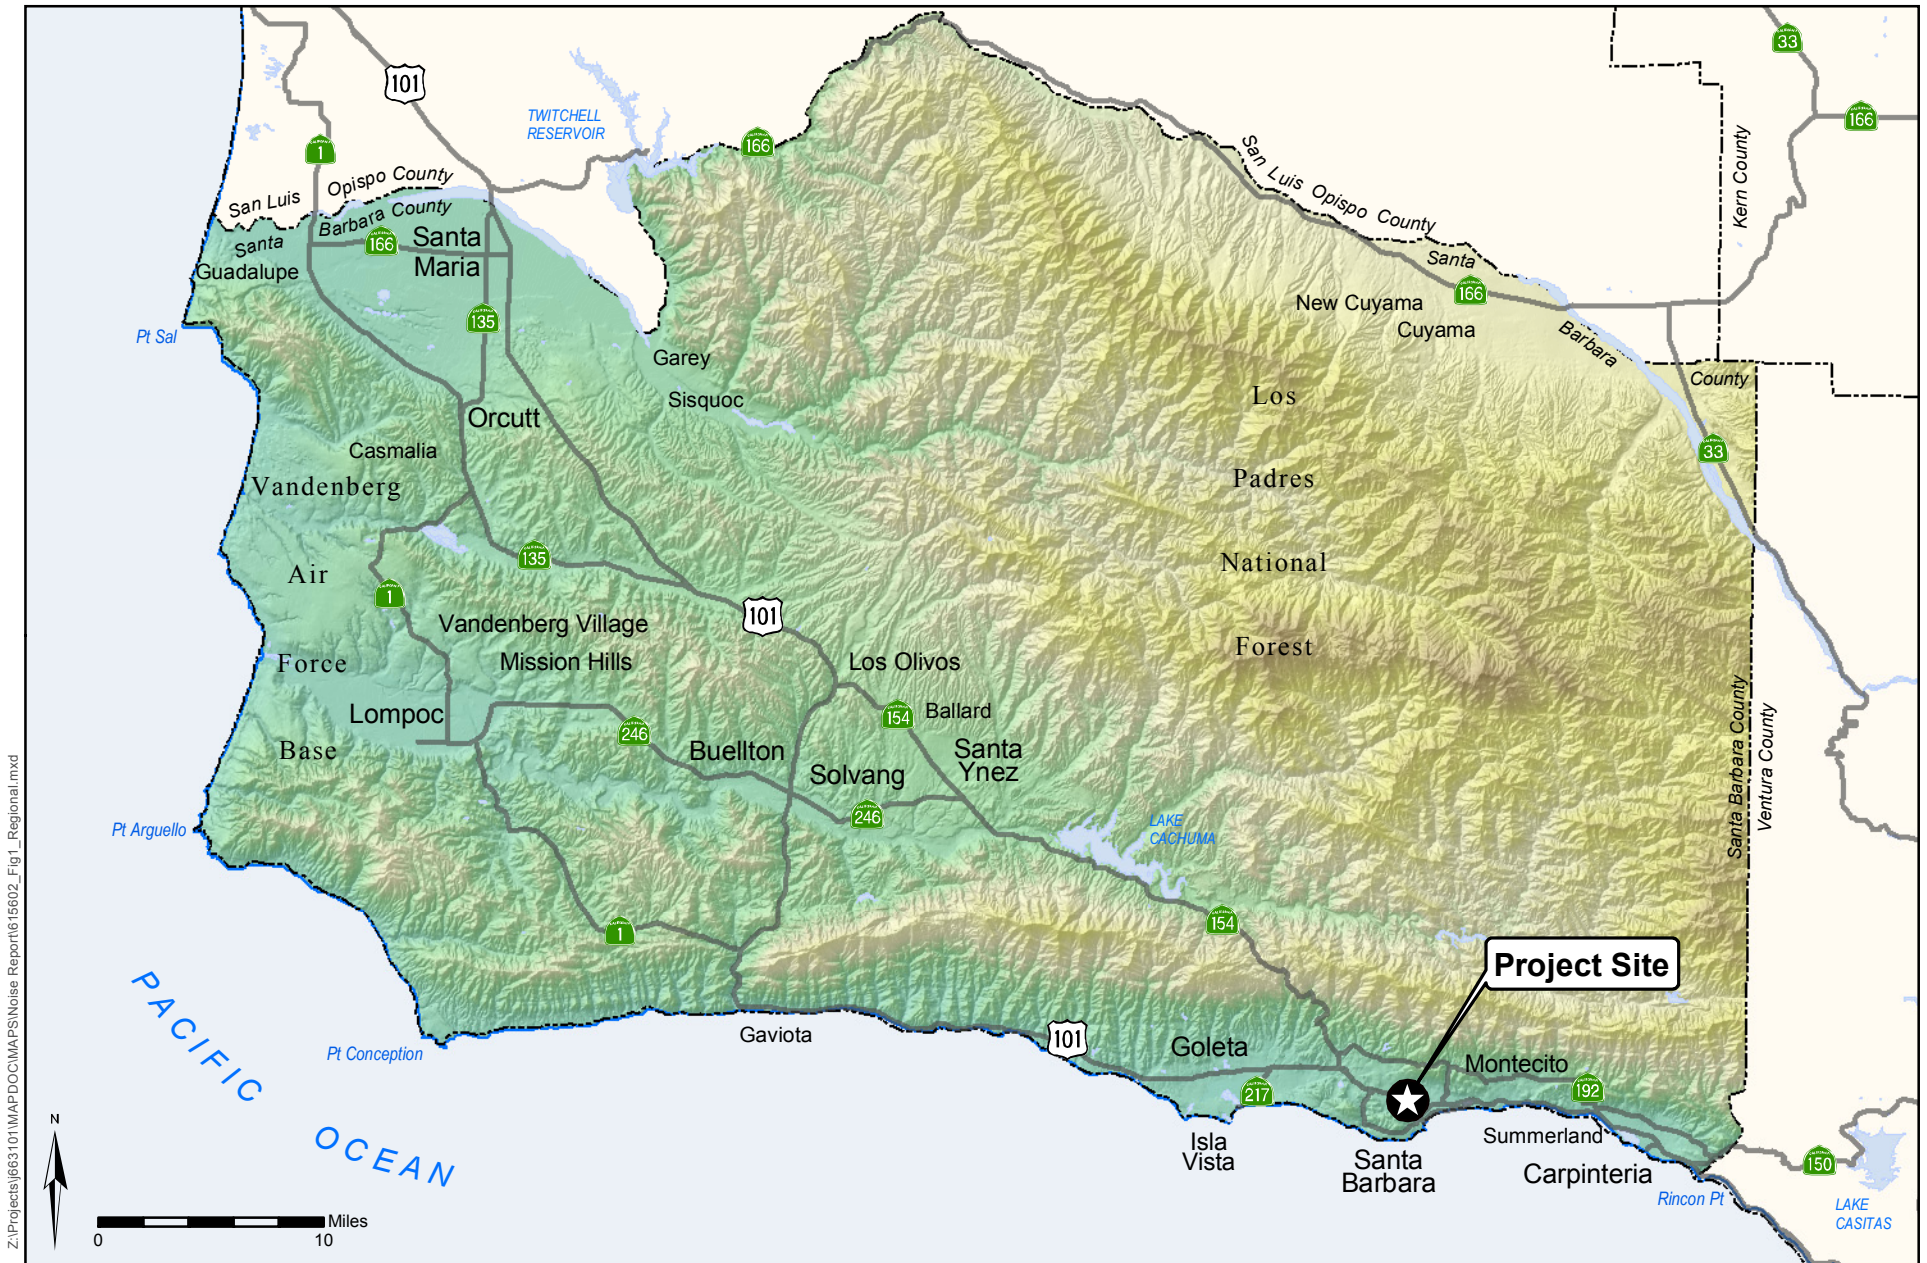 33
101
166
TWITCHELL
RESERVOIR
1
166
Kern County
San Luis Opispo County
San Luis Opispo County
Santa Barbara County
166
Santa
Maria
Guadalupe
Santa
166
New Cuyama
Cuyama
Barbara
135
Pt Sal
Garey
County
Los
Sisquoc
Orcutt
33
Casmalia
Padres
Vandenberg
135
National
Air
1
101
Vandenberg Village
Forest
Force
Mission Hills
Los Olivos
Lompoc
154
Ballard
246
Base
Buellton
Santa
Ynez
Solvang
Santa Barbara County
Ventura County
246
Pt Arguello
LAKE
CACHUMA
154
1
Project Site
PACIFIC
OCEAN
Gaviota
101
Goleta
Pt Conception
Montecito
217
192
Isla
Vista
Summerland
Santa
Barbara
Carpinteria
150
Rincon Pt
LAKE
CASITAS
N
Miles
0
10
Z:\Projects\j663101\MAPDOC\MAPS\Noise Report\615602_Fig1_Regional.mxd